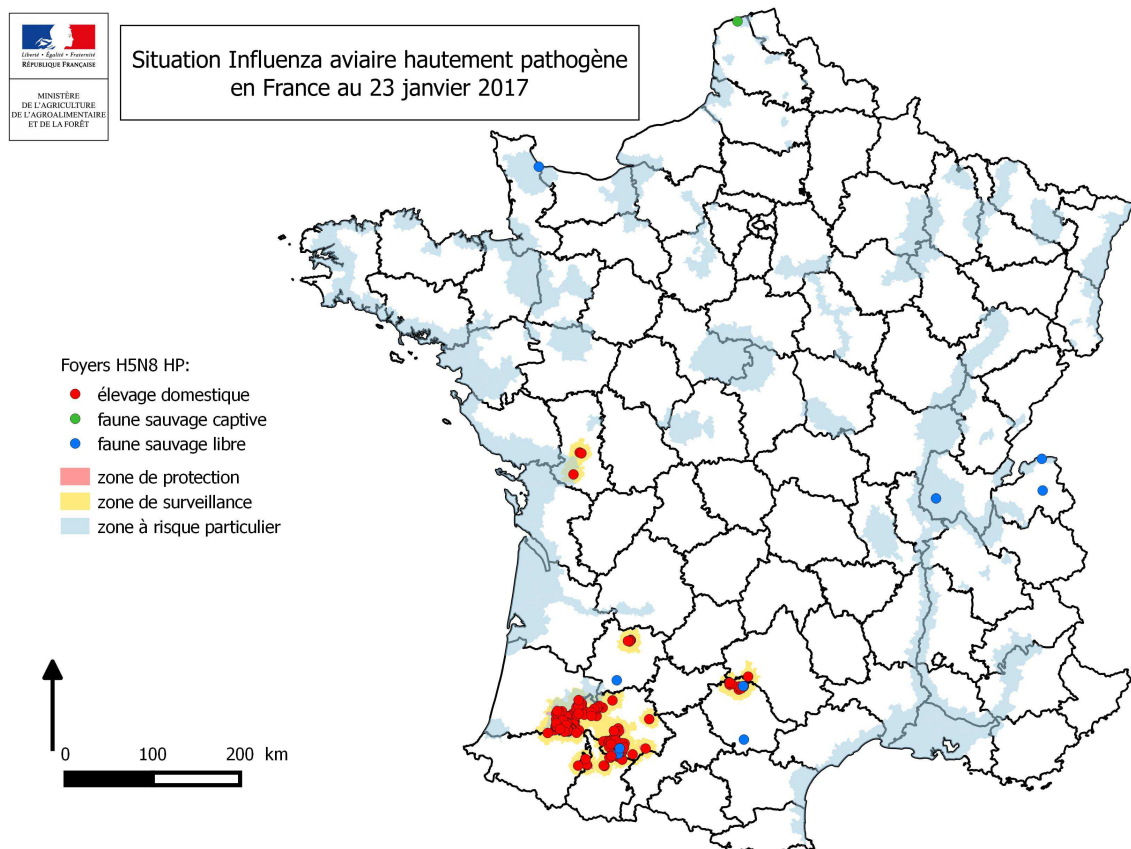 Liberté • Égalité • Fraternité
RÉPUBLIQUE FRANÇAISE
MINISTÈRE
DE L'AGRICULTURE
DE L'AGROALIMENTAIRE
ET DE LA FORÊT
Situation Influenza aviaire hautement pathogène
en France au 23 janvier 2017
Foyers H5N8 HP:
élevage domestique
faune sauvage captive
faune sauvage libre
zone de protection
zone de surveillance
zone à risque particulier
0 100 200 km